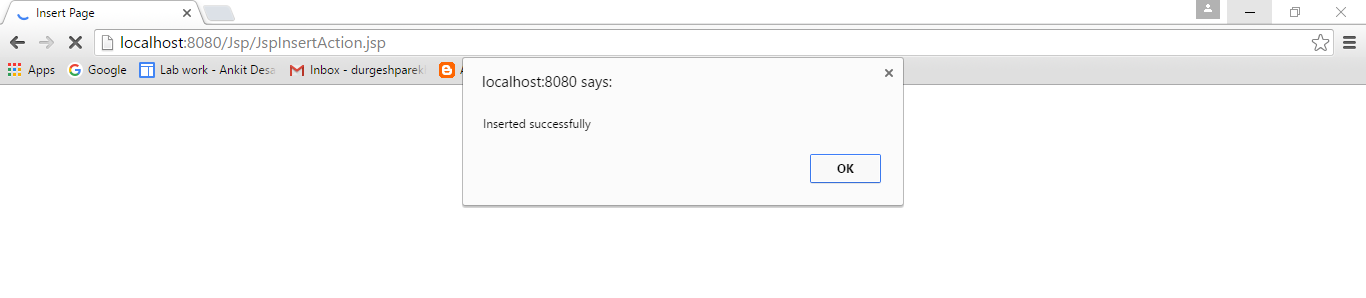 Insert Page
localhost:8080/Jsp/JspInsertAction.jsp
Apps Google Lab work - Ankit Desa Inbox - durgeshparek
localhost:8080 says:
Inserted successfully
OK